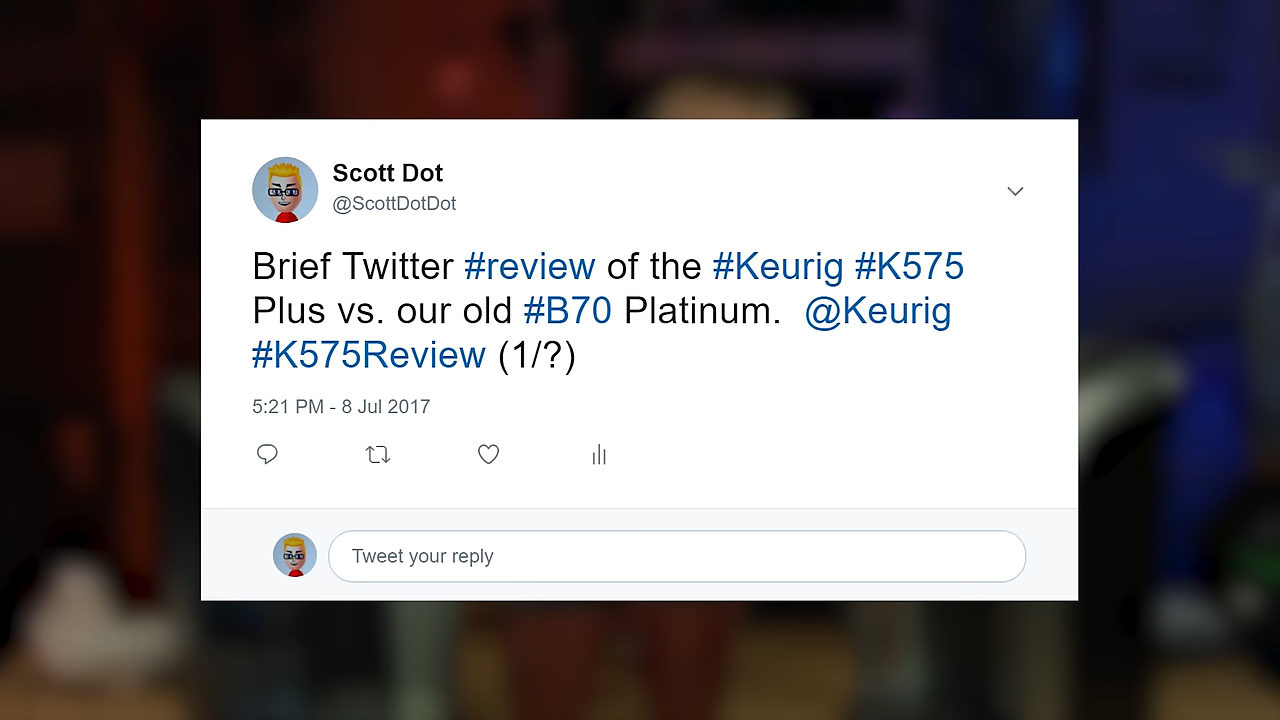 Scott Dot
@ScottDotDot
Brief Twitter #review of the #Keurig #K575
Plus vs. our old #B70 Platinum.  @Keurig
#K575Review (1/?)
5:21 PM - 8 Jul 2017
Tweet your reply